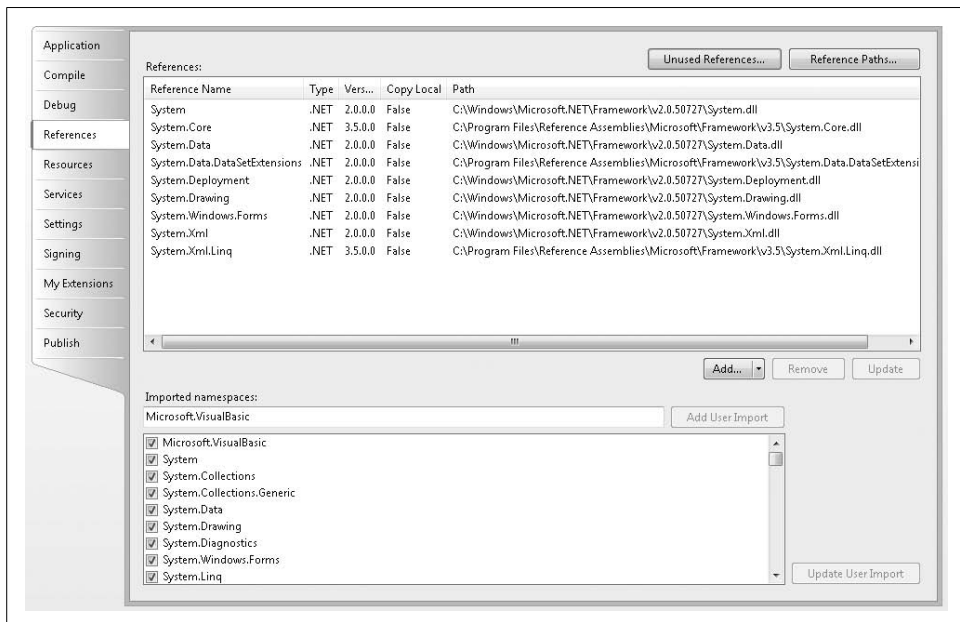 Application
Compile
Debug
References
Resources
Services
Settings
Signing
My Extensions
Security
Publish
References:
Unused References...
Reference Paths...
Reference Name Type Vers... Copy Local Path
System .NET 2.0.0.0 False C:\Windows\Microsoft.NET\Framework\v2.0.50727\System.dll
System.Core .NET 3.5.0.0 False C:\Program Files\Reference Assemblies\Microsoft\Framework\v3.5\System.Core.dll
System.Data .NET 2.0.0.0 False C:\Windows\Microsoft.NET\Framework\v2.0.50727\System.Data.dll
System.Data.DataSetExtensions .NET 2.0.0.0 False C:\Program Files\Reference Assemblies\Microsoft\Framework\v3.5\System.Data.DataSetExtensi
System.Deployment .NET 2.0.0.0 False C:\Windows\Microsoft.NET\Framework\v2.0.50727\System.Deployment.dll
System.Drawing .NET 2.0.0.0 False C:\Windows\Microsoft.NET\Framework\v2.0.50727\System.Drawing.dll
System.Windows.Forms .NET 2.0.0.0 False C:\Windows\Microsoft.NET\Framework\v2.0.50727\System.Windows.Forms.dll
System.Xml .NET 2.0.0.0 False C:\Windows\Microsoft.NET\Framework\v2.0.50727\System.Xml.dll
System.Xml.Linq .NET 3.5.0.0 False C:\Program Files\Reference Assemblies\Microsoft\Framework\v3.5\System.Xml.Linq.dll
Add...
Remove
Update
Imported namespaces:
Microsoft.VisualBasic
Add User Import
Microsoft.VisualBasic
System
System.Collections
System.Collections.Generic
System.Data
System.Drawing
System.Diagnostics
System.Windows.Forms
System.Linq
Update User Import